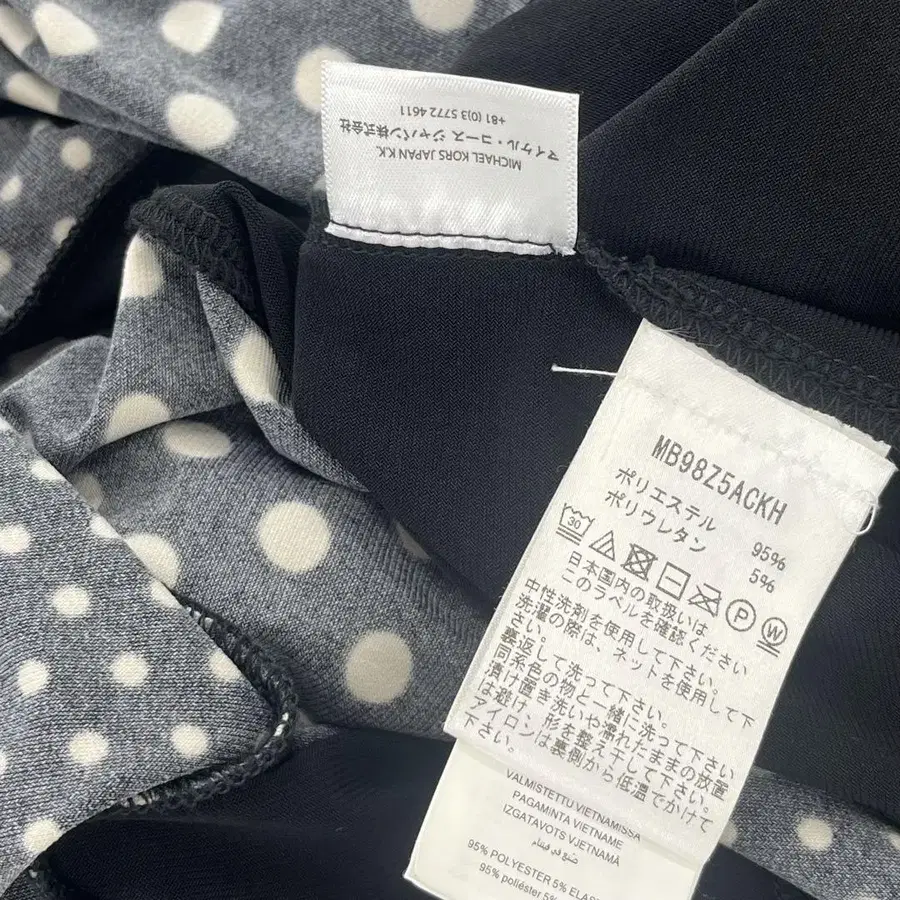 MICHAEL KORS JAPAN K.K.
マイケル・コース ジャパン株式会社
+81 (0)3 5772 4611
MB98Z5ACKH
ポリエステル 95%
ポリウレタン 5%
30 P W
日本国内の取扱いは
このラベルを確認ください
中性洗剤を使用して下さい。
洗濯の際は、ネットを使用して下
さい。
裏返して洗って下さい。
同系色の物と一緒に洗って下さい
漬け置き洗いや濡れたままの放置
は避け、形を整え干して下さい。
アイロンは裏側から低温でかけて
下さい。
VALMISTETTU VIETNAMISSA
PAGAMINTA VIETNAME
IZGATAVOTS VJETNAMĀ
95% POLYESTER 5% ELAS
95% poliéster 5%